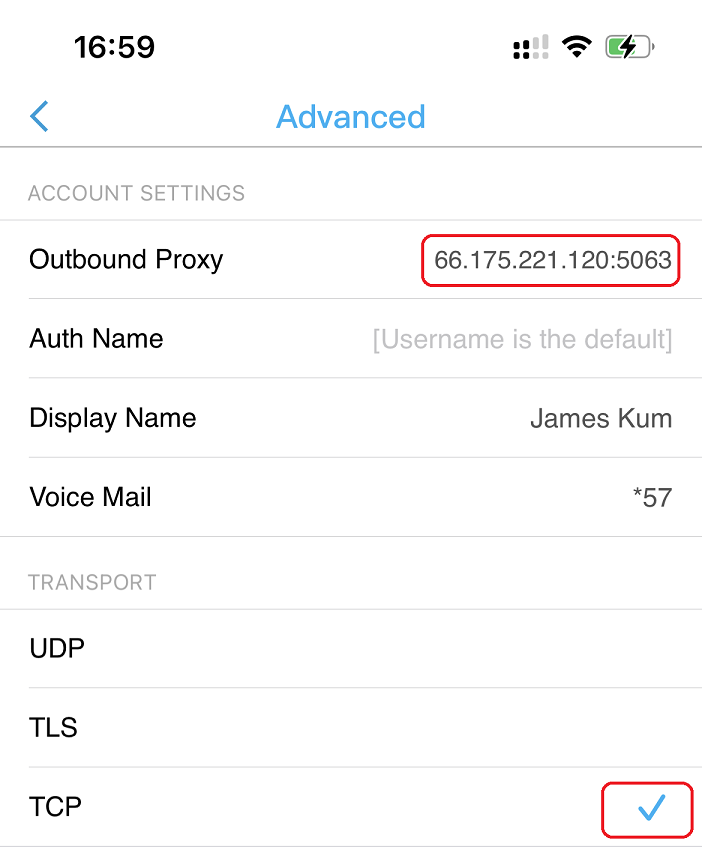 16:59
Advanced
ACCOUNT SETTINGS
Outbound Proxy 66.175.221.120:5063
Auth Name [Username is the default]
Display Name James Kum
Voice Mail *57
TRANSPORT
UDP
TLS
TCP